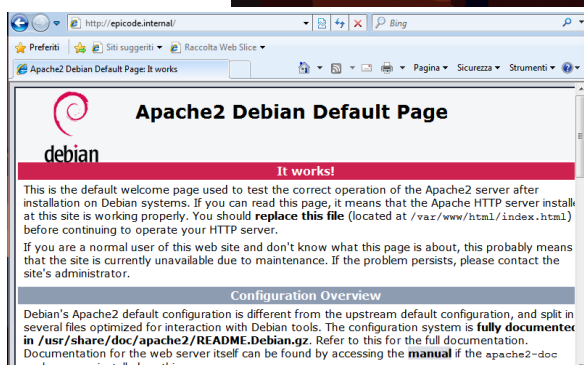 http://epicode.internal/
Bing
Preferiti
Siti suggeriti
Raccolta Web Slice
Apache2 Debian Default Page: It works
Pagina
Sicurezza
Strumenti
debian
Apache2 Debian Default Page
It works!
This is the default welcome page used to test the correct operation of the Apache2 server after
installation on Debian systems. If you can read this page, it means that the Apache HTTP server installe
at this site is working properly. You should replace this file (located at /var/www/html/index.html)
before continuing to operate your HTTP server.
If you are a normal user of this web site and don't know what this page is about, this probably means
that the site is currently unavailable due to maintenance. If the problem persists, please contact the
site's administrator.
Configuration Overview
Debian's Apache2 default configuration is different from the upstream default configuration, and split in
several files optimized for interaction with Debian tools. The configuration system is fully documented
in /usr/share/doc/apache2/README.Debian.gz. Refer to this for the full documentation.
Documentation for the web server itself can be found by accessing the manual if the apache2-doc